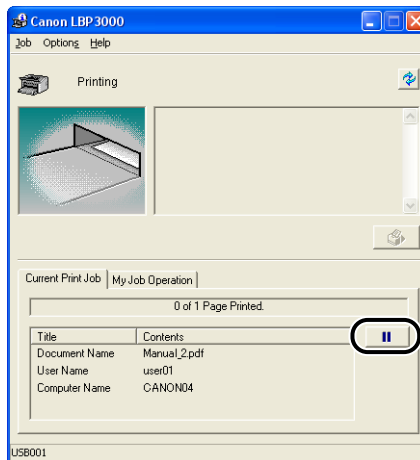 Canon LBP3000
Job Options Help
Printing
Current Print Job My Job Operation
0 of 1 Page Printed.
Title Contents
Document Name Manual_2.pdf
User Name user01
Computer Name CANON04
USB001